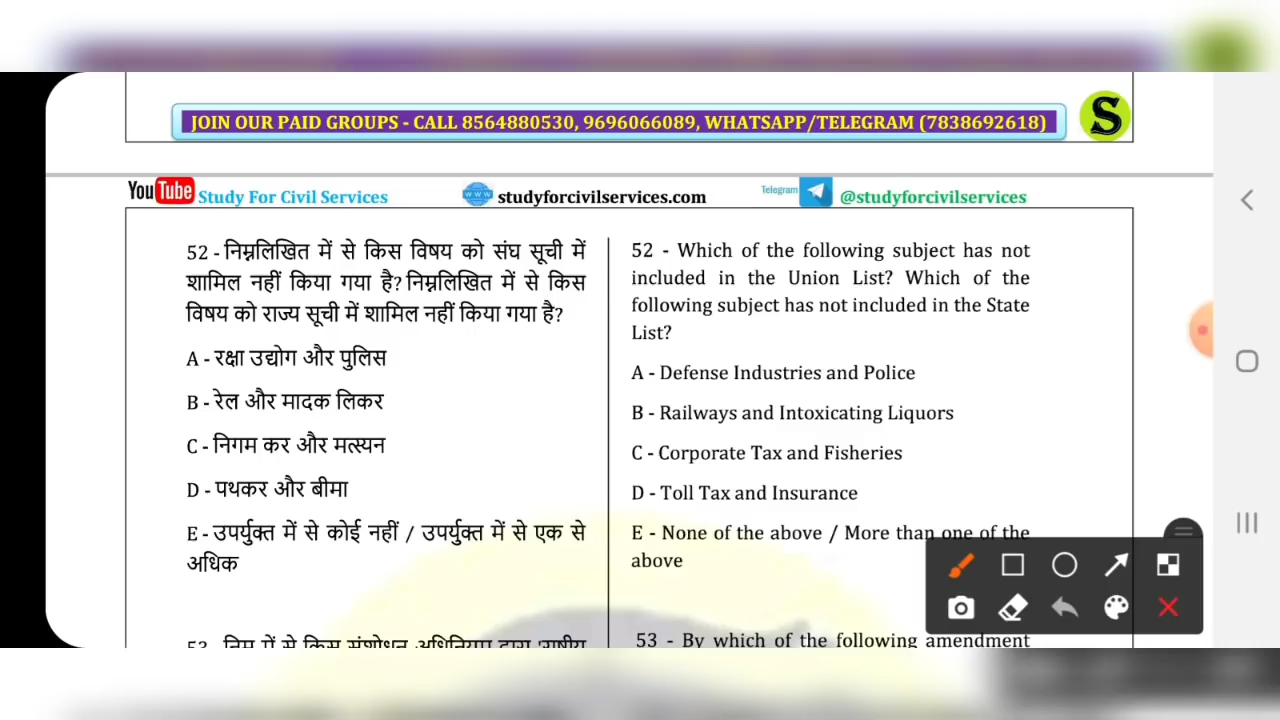 JOIN OUR PAID GROUPS - CALL 8564880530, 9696066089, WHATSAPP/TELEGRAM (7838692618)
S
YouTube Study For Civil Services
WWW studyforcivilservices.com
Telegram @studyforcivilservices
52 - निम्नलिखित में से किस विषय को संघ सूची में
शामिल नहीं किया गया है? निम्नलिखित में से किस
विषय को राज्य सूची में शामिल नहीं किया गया है?
A - रक्षा उद्योग और पुलिस
B - रेल और मादक लिकर
C - निगम कर और मत्स्यन
D - पथकर और बीमा
E - उपर्युक्त में से कोई नहीं / उपर्युक्त में से एक से
अधिक
53 - निम्न में से किस संशोधन अधिनियम द्वारा 'राष्ट्रीय
52 - Which of the following subject has not
included in the Union List? Which of the
following subject has not included in the State
List?
A - Defense Industries and Police
B - Railways and Intoxicating Liquors
C - Corporate Tax and Fisheries
D - Toll Tax and Insurance
E - None of the above / More than one of the
above
53 - By which of the following amendment